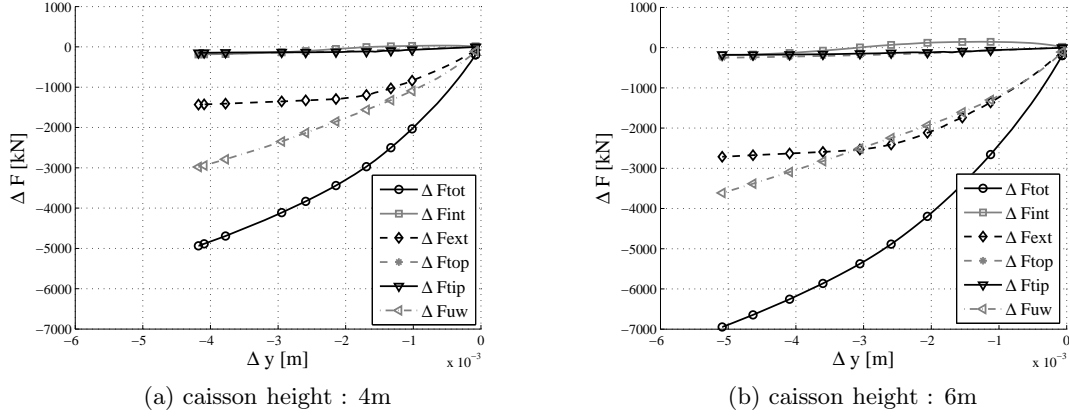 1000
0
−1000
−2000
−3000
−4000
−5000
−6000
−7000
Δ F [kN]
−6
−5
−4
−3
−2
−1
0
x 10⁻³
Δ y [m]
Δ Ftot
Δ Fint
Δ Fext
Δ Ftop
Δ Ftip
Δ Fuw
(a) caisson height : 4m
1000
0
−1000
−2000
−3000
−4000
−5000
−6000
−7000
Δ F [kN]
−6
−5
−4
−3
−2
−1
0
x 10⁻³
Δ y [m]
Δ Ftot
Δ Fint
Δ Fext
Δ Ftop
Δ Ftip
Δ Fuw
(b) caisson height : 6m